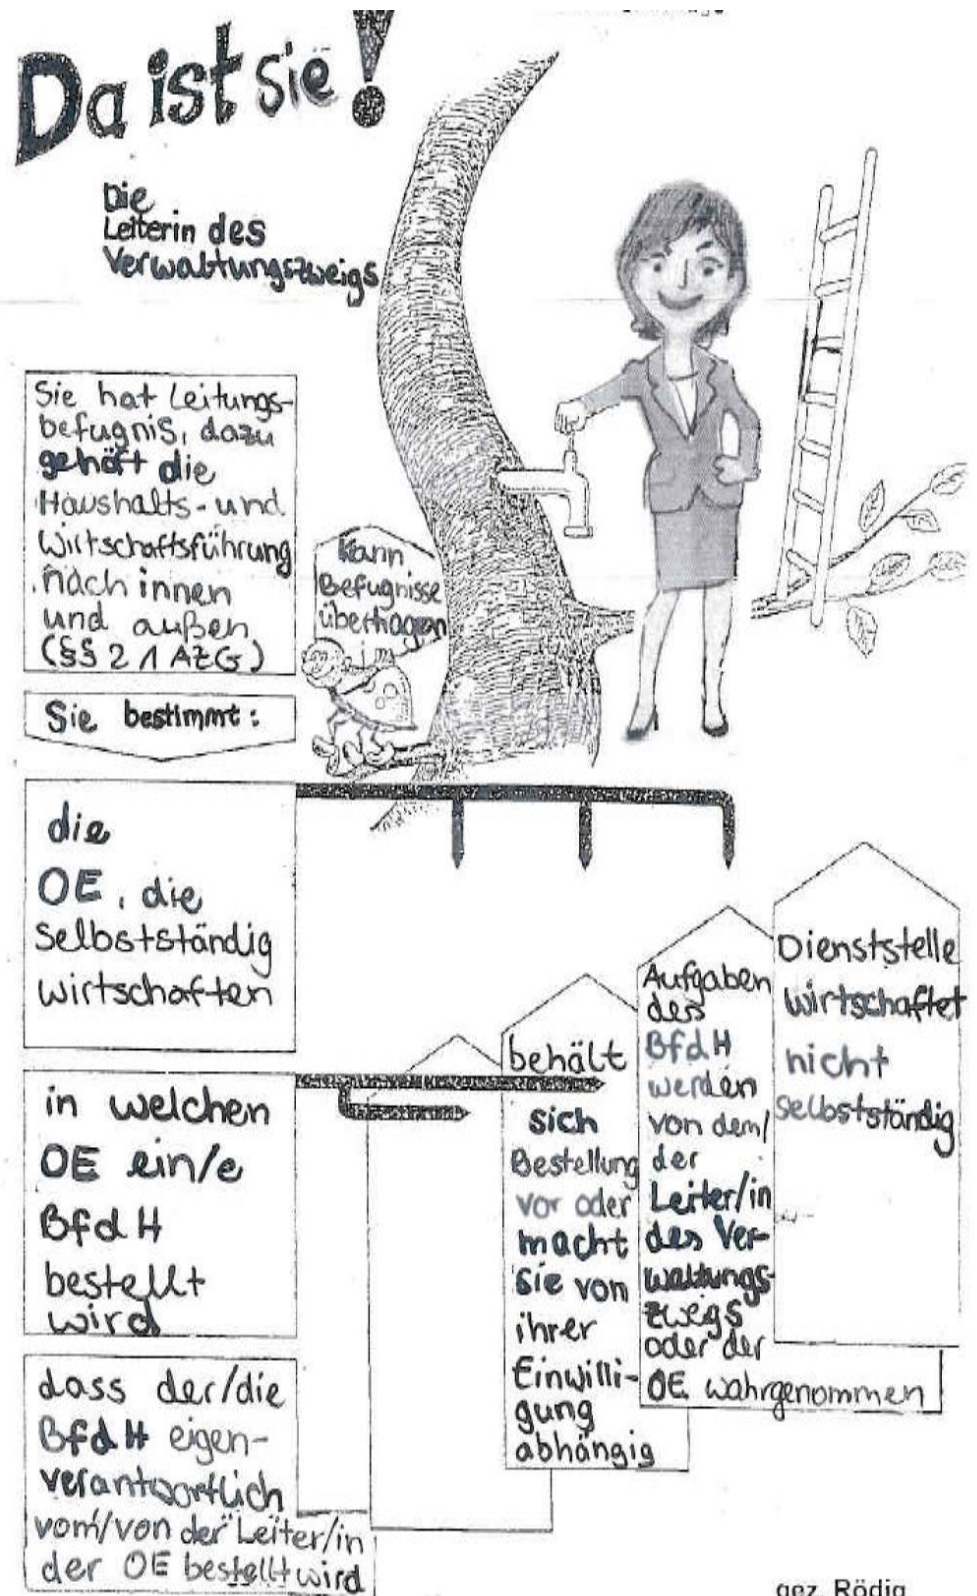 Da ist sie!
Die
Leiterin des
Verwaltungszweigs
Sie hat Leitungs-
befugnis, dazu
gehört die
Haushalts- und
Wirtschaftsführung
nach innen
und außen
(§§ 21 AZG)
Kann
Befugnisse
übertragen
Sie bestimmt:
die
OE, die
selbstständig
wirtschaften
in welchen
OE ein/e
BfdH
bestellt
wird
dass der/die
BfdH eigen-
verantwortlich
vom/von der Leiter/in
der OE bestellt wird
behält
sich
Bestellung
vor oder
macht
sie von
ihrer
Einwilli-
gung
abhängig
Aufgaben
des
BfdH
werden
von dem/
der
Leiter/in
des Ver-
waltungs-
zweigs
oder der
OE wahrgenommen
Dienststelle
wirtschaftet
nicht
selbstständig
gez. Rödig